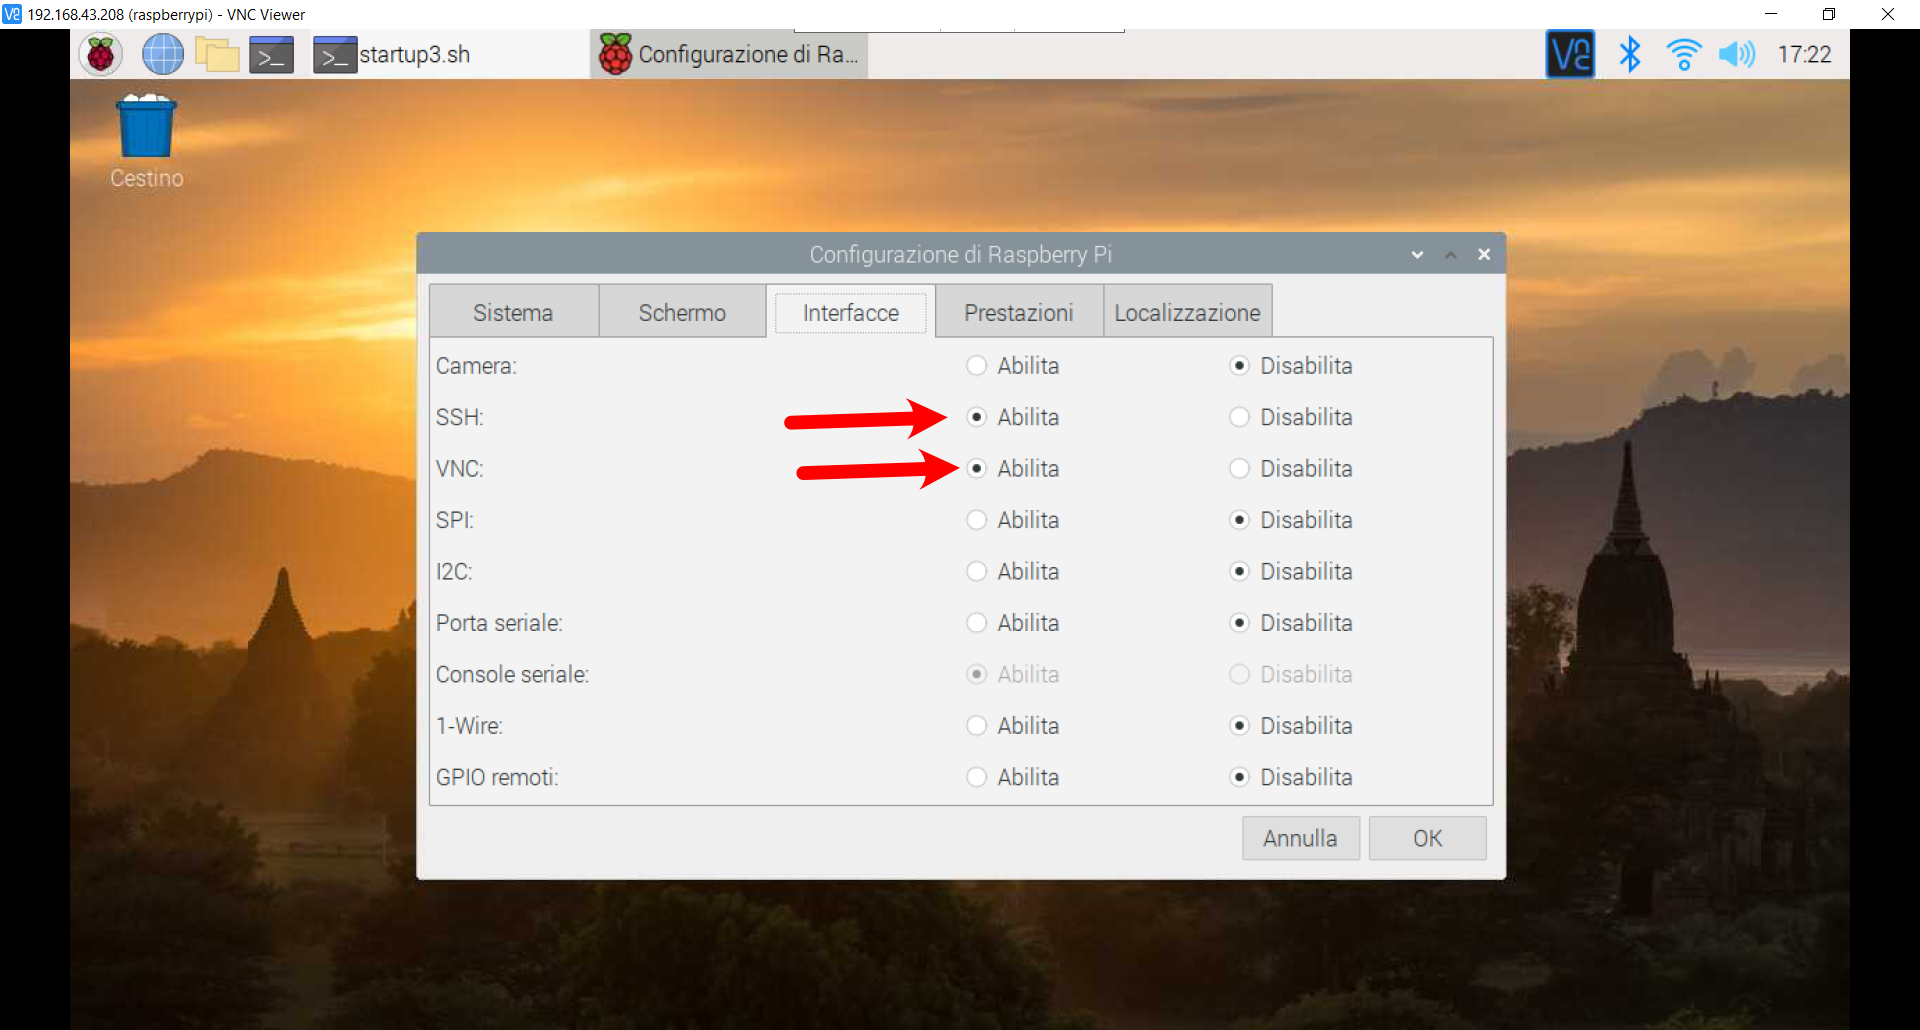 192.168.43.208 (raspberrypi) - VNC Viewer
startup3.sh
Configurazione di Ra...
17:22
Cestino
Configurazione di Raspberry Pi
Sistema Schermo Interfacce Prestazioni Localizzazione
Camera: Abilita Disabilita
SSH: Abilita Disabilita
VNC: Abilita Disabilita
SPI: Abilita Disabilita
I2C: Abilita Disabilita
Porta seriale: Abilita Disabilita
Console seriale: Abilita Disabilita
1-Wire: Abilita Disabilita
GPIO remoti: Abilita Disabilita
Annulla OK